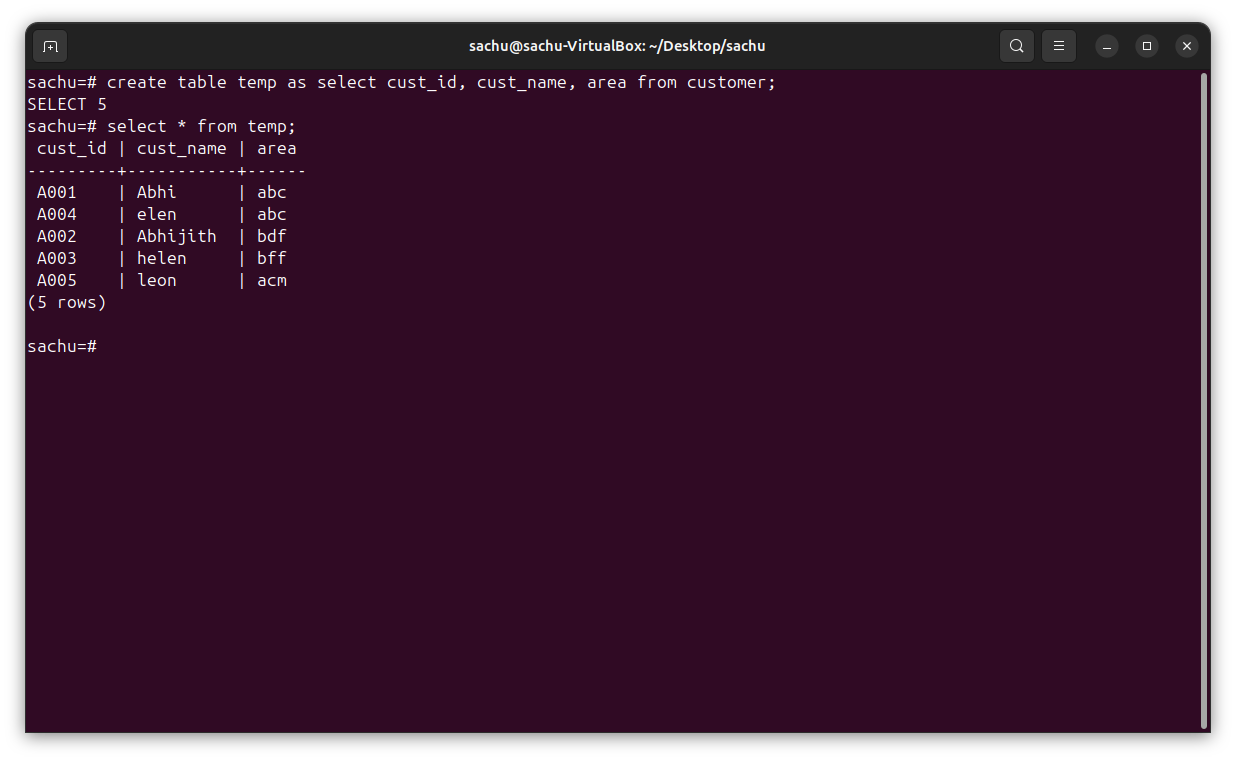 sachu@sachu-VirtualBox: ~/Desktop/sachu
sachu=# create table temp as select cust_id, cust_name, area from customer;
SELECT 5
sachu=# select * from temp;
 cust_id | cust_name | area
---------+-----------+------
 A001    | Abhi      | abc
 A004    | elen      | abc
 A002    | Abhijith  | bdf
 A003    | helen     | bff
 A005    | leon      | acm
(5 rows)
sachu=#